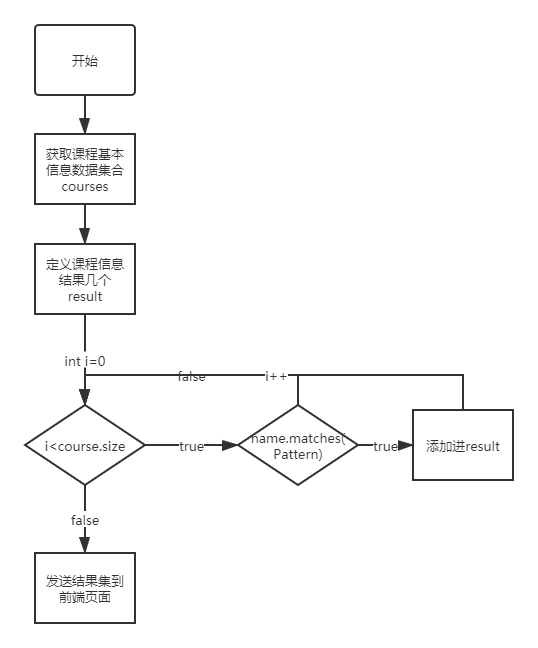 开始
获取课程基本
信息数据集合
courses
定义课程信息
结果几个
result
int i=0
false
i++
i<course.size
true
name.matches(
Pattern)
true
添加进result
false
发送结果集到
前端页面